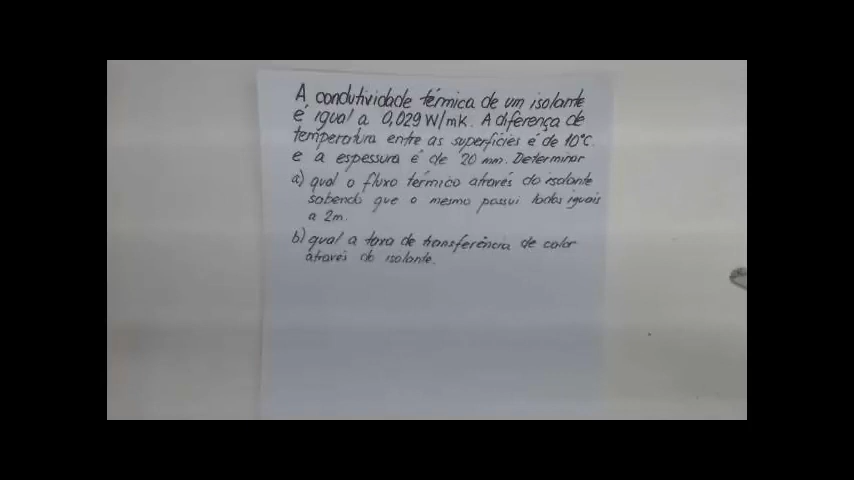 A condutividade térmica de um isolante
é igual a 0,029 W/mK. A diferença de
temperatura entre as superfícies é de 10°C.
e a espessura é de 20 mm. Determinar
a) qual o fluxo térmico através do isolante
sabendo que o mesmo possui lados iguais
a 2m.
b) qual a taxa de transferência de calor
através do isolante.